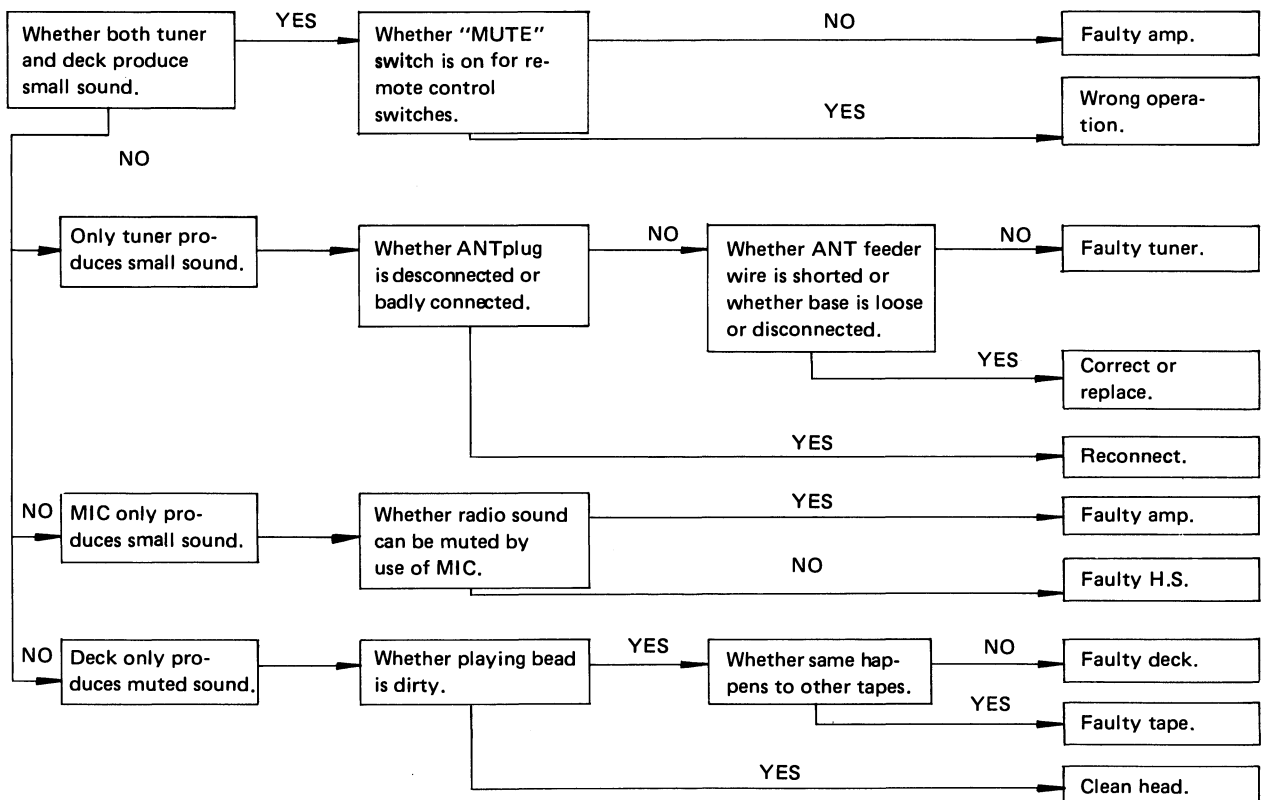 Whether both tuner
and deck produce
small sound.
YES
Whether “MUTE”
switch is on for re-
mote control
switches.
NO
Faulty amp.
YES
Wrong opera-
tion.
NO
Only tuner pro-
duces small sound.
Whether ANTplug
is desconnected or
badly connected.
NO
Whether ANT feeder
wire is shorted or
whether base is loose
or disconnected.
NO
Faulty tuner.
YES
Correct or
replace.
YES
Reconnect.
NO
MIC only pro-
duces small sound.
Whether radio sound
can be muted by
use of MIC.
YES
Faulty amp.
NO
Faulty H.S.
NO
Deck only pro-
duces muted sound.
Whether playing bead
is dirty.
YES
Whether same hap-
pens to other tapes.
NO
Faulty deck.
YES
Faulty tape.
YES
Clean head.